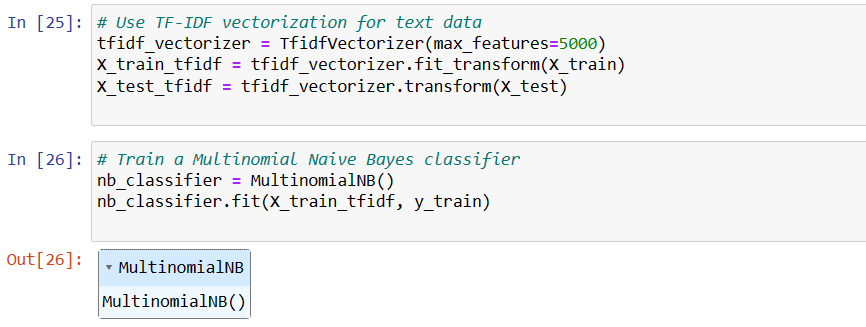 In [25]: # Use TF-IDF vectorization for text data
tfidf_vectorizer = TfidfVectorizer(max_features=5000)
X_train_tfidf = tfidf_vectorizer.fit_transform(X_train)
X_test_tfidf = tfidf_vectorizer.transform(X_test)
In [26]: # Train a Multinomial Naive Bayes classifier
nb_classifier = MultinomialNB()
nb_classifier.fit(X_train_tfidf, y_train)
Out[26]: ▾ MultinomialNB
MultinomialNB()